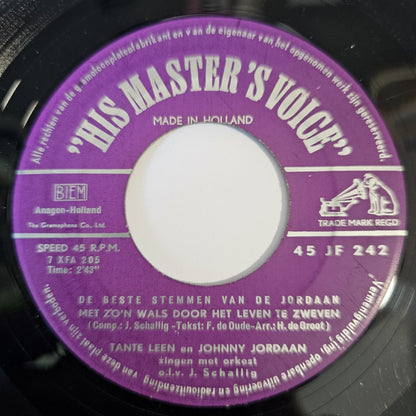 Alle rechten van de grammofoonplatenfabrikant en van de eigenaar van het opgenomen werk zijn gereserveerd.
"HIS MASTER'S VOICE"
MADE IN HOLLAND
BIEM
Anagon-Holland
The Gramophone Co., Ltd.
TRADE MARK REGD
SPEED 45 R.P.M.
45 JF 242
7 XFA 205
Time: 2'43"
DE BESTE STEMMEN VAN DE JORDAAN
MET ZO'N WALS DOOR HET LEVEN TE ZWEVEN
(Comp.: J. Schallig - Tekst: F. de Oude-Arr.: H. de Groot)
TANTE LEEN en JOHNNY JORDAAN
zingen met orkest
o.l.v. J. Schallig
Vermenigvuldiging, openbare uitvoering en radiouitzending van deze plaat zijn verboden.